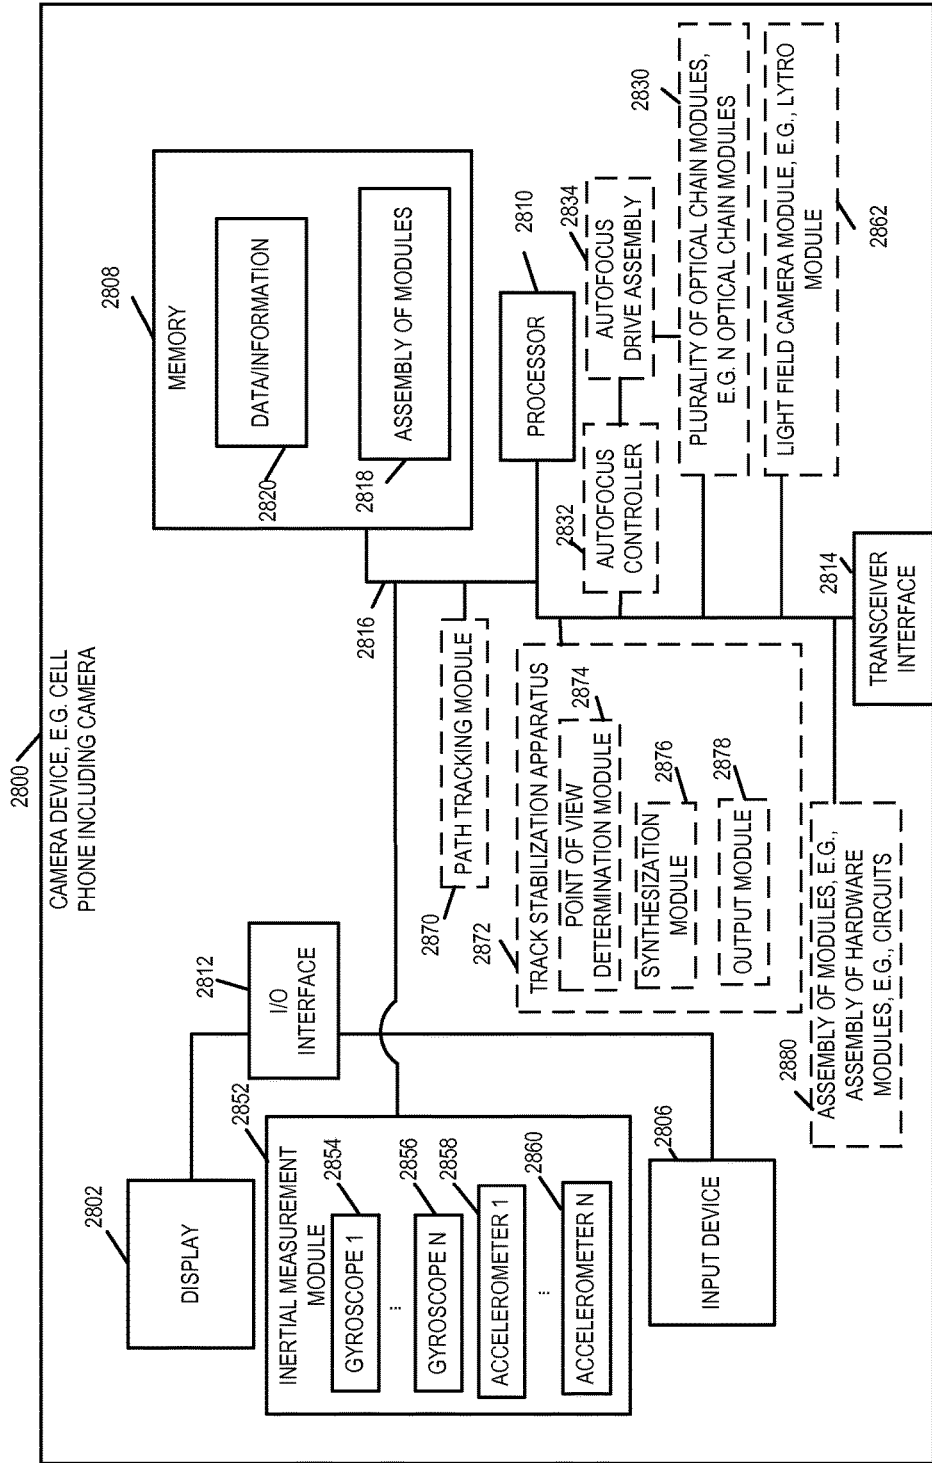 2800
CAMERA DEVICE, E.G. CELL
PHONE INCLUDING CAMERA
2802
DISPLAY
2812
I/O
INTERFACE
2852
INERTIAL MEASUREMENT
MODULE
2854
GYROSCOPE 1
...
2856
GYROSCOPE N
2858
ACCELEROMETER 1
...
2860
ACCELEROMETER N
2806
INPUT DEVICE
2808
MEMORY
DATA/INFORMATION
2820
ASSEMBLY OF MODULES
2818
2816
2870
PATH TRACKING MODULE
2872
TRACK STABILIZATION APPARATUS
POINT OF VIEW
DETERMINATION MODULE
2874
SYNTHESIZATION
MODULE
2876
OUTPUT MODULE
2878
2880
ASSEMBLY OF MODULES, E.G.,
ASSEMBLY OF HARDWARE
MODULES, E.G., CIRCUITS
2810
PROCESSOR
2832
AUTOFOCUS
CONTROLLER
2834
AUTOFOCUS
DRIVE ASSEMBLY
2830
PLURALITY OF OPTICAL CHAIN MODULES,
E.G. N OPTICAL CHAIN MODULES
LIGHT FIELD CAMERA MODULE, E.G., LYTRO
MODULE
2862
2814
TRANSCEIVER
INTERFACE